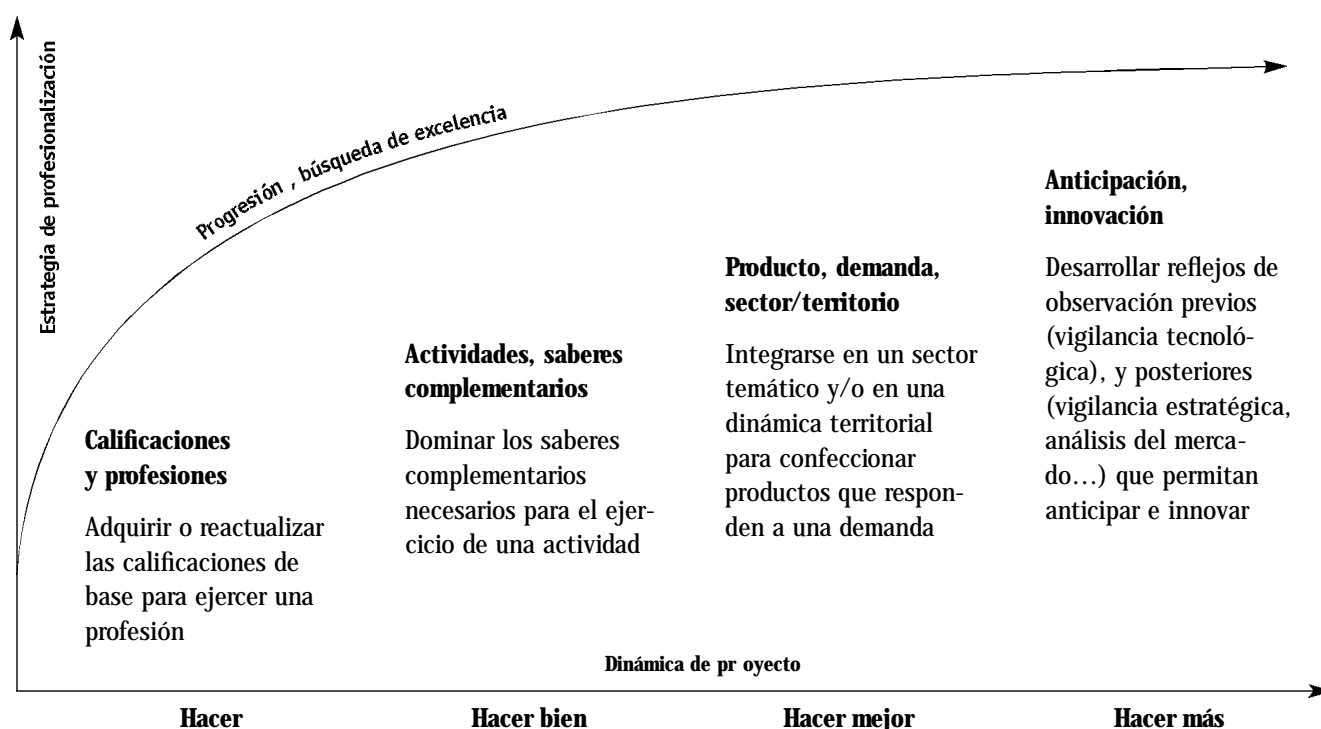 Estrategia de profesionalización
Progresión , búsqueda de excelencia
Calificaciones
y profesiones
Adquirir o reactualizar
las calificaciones de
base para ejercer una
profesión
Actividades, saberes
complementarios
Dominar los saberes
complementarios
necesarios para el ejer-
cicio de una actividad
Producto, demanda,
sector/territorio
Integrarse en un sector
temático y/o en una
dinámica territorial
para confeccionar
productos que respon-
den a una demanda
Anticipación,
innovación
Desarrollar reflejos de
observación previos
(vigilancia tecnoló-
gica), y posteriores
(vigilancia estratégica,
análisis del merca-
do…) que permitan
anticipar e innovar
Dinámica de pr oyecto
Hacer
Hacer bien
Hacer mejor
Hacer más